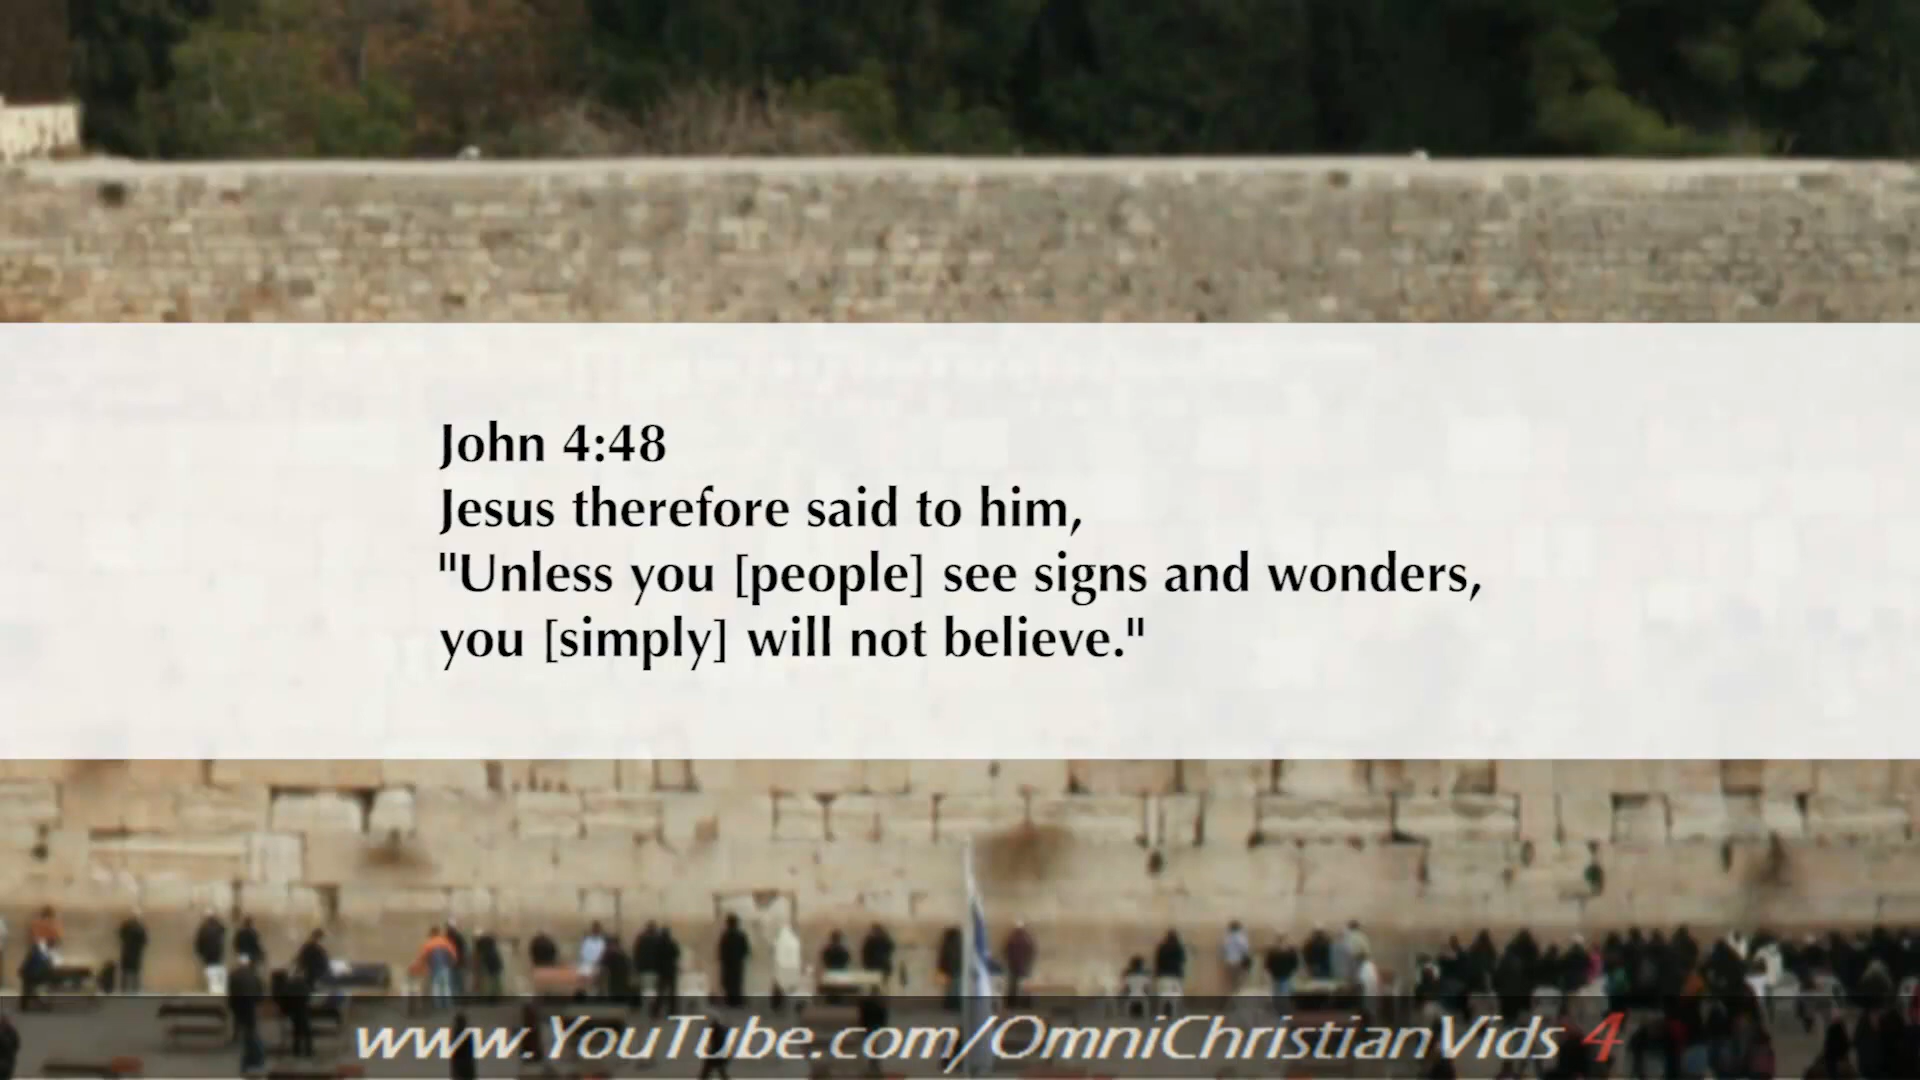 John 4:48
Jesus therefore said to him,
"Unless you [people] see signs and wonders,
you [simply] will not believe."
www.YouTube.com/OmniChristianVids 4